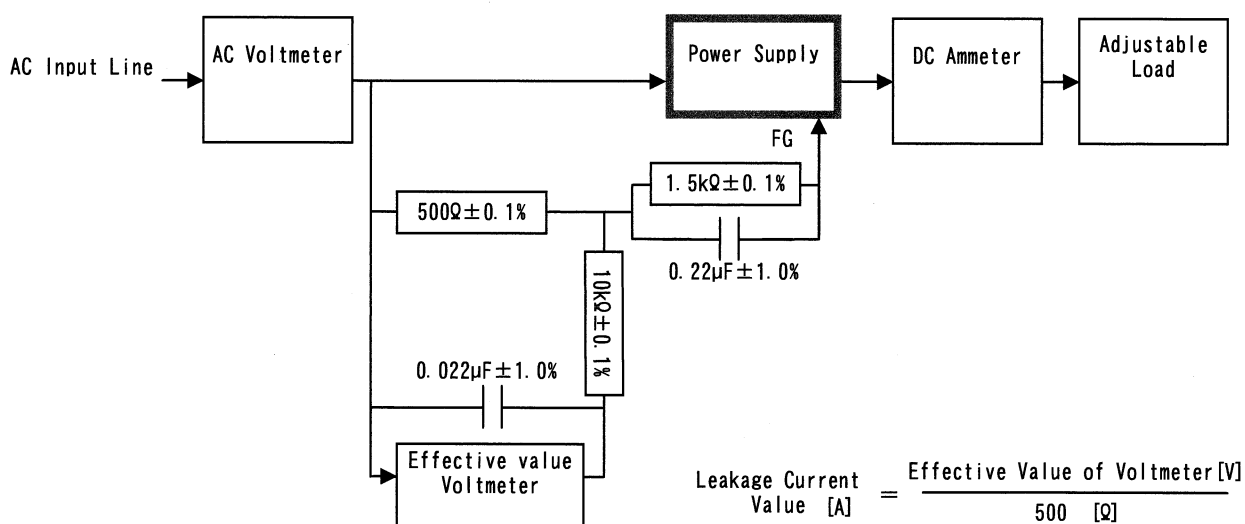 AC Input Line
AC Voltmeter
Power Supply
DC Ammeter
Adjustable
Load
FG
1.5kΩ±0.1%
500Ω±0.1%
0.22µF±1.0%
10kΩ±0.1%
0.022µF±1.0%
Effective value
Voltmeter
Leakage Current
Value [A]
=
Effective Value of Voltmeter[V]
500 [Ω]